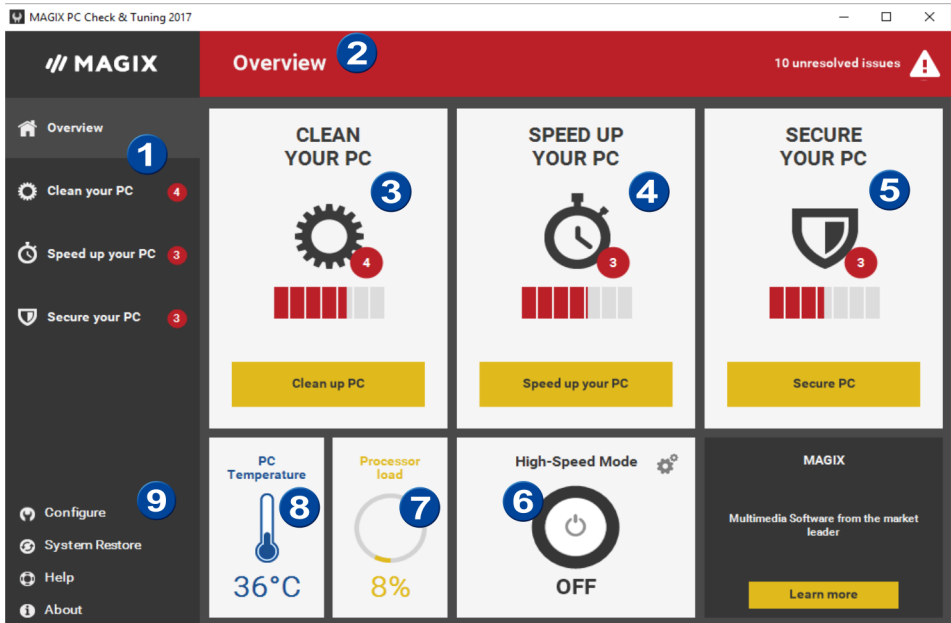 MAGIX PC Check & Tuning 2017
MAGIX
Overview
2
10 unresolved issues
Overview
1
Clean your PC
4
Speed up your PC
3
Secure your PC
3
9
Configure
System Restore
Help
About
CLEAN
YOUR PC
3
4
Clean up PC
SPEED UP
YOUR PC
4
3
Speed up your PC
SECURE
YOUR PC
5
3
Secure PC
PC
Temperature
8
36°C
Processor
load
7
8%
High-Speed Mode
6
OFF
MAGIX
Multimedia Software from the market
leader
Learn more